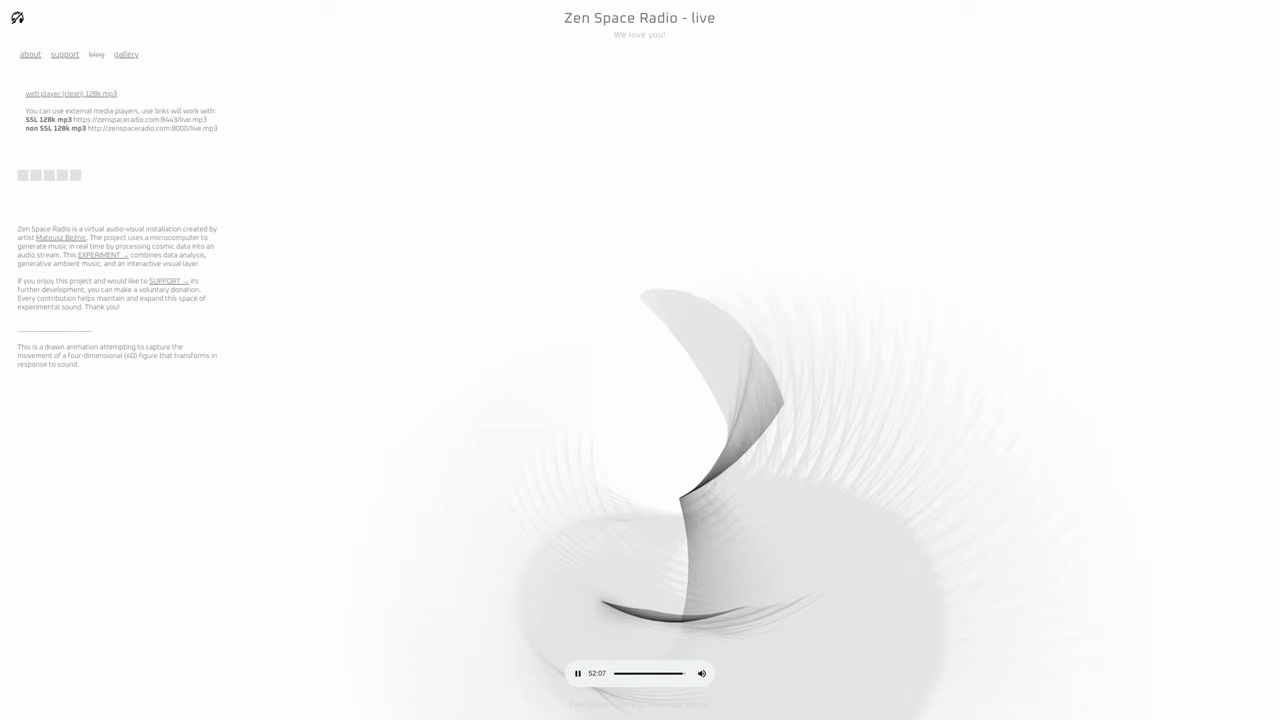 Zen Space Radio - live
We love you!
about support blog gallery
web player (clean) 128k.mp3
You can use external media players, use links will work with:
SSL 128k mp3 https://zenspaceradio.com:8443/live.mp3
non SSL 128k mp3 http://zenspaceradio.com:8000/live.mp3
Zen Space Radio is a virtual audio-visual installation created by
artist Mateusz Beźnic. The project uses a microcomputer to
generate music in real time by processing cosmic data into an
audio stream. This EXPERIMENT → combines data analysis,
generative ambient music, and an interactive visual layer.
If you enjoy this project and would like to SUPPORT → its
further development, you can make a voluntary donation.
Every contribution helps maintain and expand this space of
experimental sound. Thank you!
This is a drawn animation attempting to capture the
movement of a four-dimensional (4D) figure that transforms in
response to sound.
52:07
Zen Space Radio